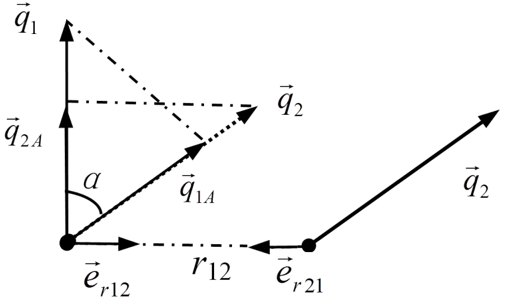 q⃗₁
q⃗₂
q⃗₂A
α
q⃗₁A
q⃗₂
e⃗r12
r12
e⃗r21